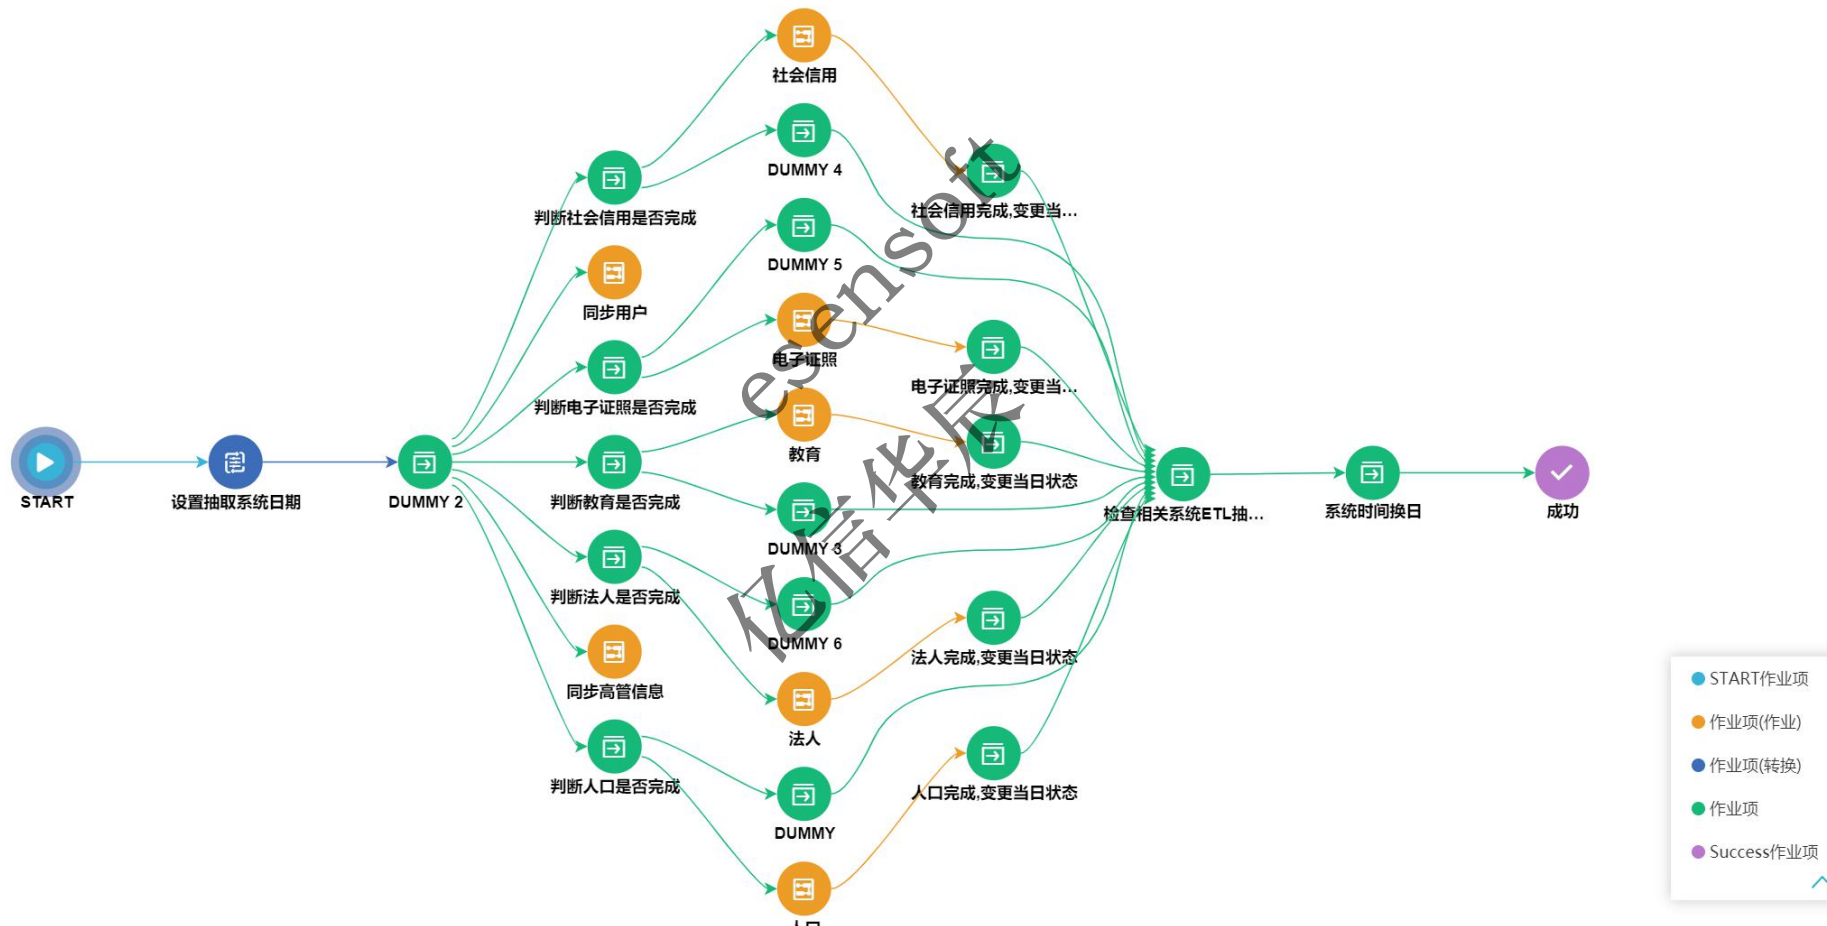 社会信用
DUMMY 4
判断社会信用是否完成
社会信用完成,变更当...
DUMMY 5
同步用户
电子证照
电子证照完成,变更当...
判断电子证照是否完成
教育
教育完成,变更当日状态
START
设置抽取系统日期
DUMMY 2
判断教育是否完成
检查相关系统ETL抽...
系统时间换日
成功
DUMMY 3
判断法人是否完成
DUMMY 6
法人完成,变更当日状态
同步高管信息
法人
判断人口是否完成
人口完成,变更当日状态
DUMMY
人口
START作业项
作业项(作业)
作业项(转换)
作业项
Success作业项
esensoft
亿信华辰